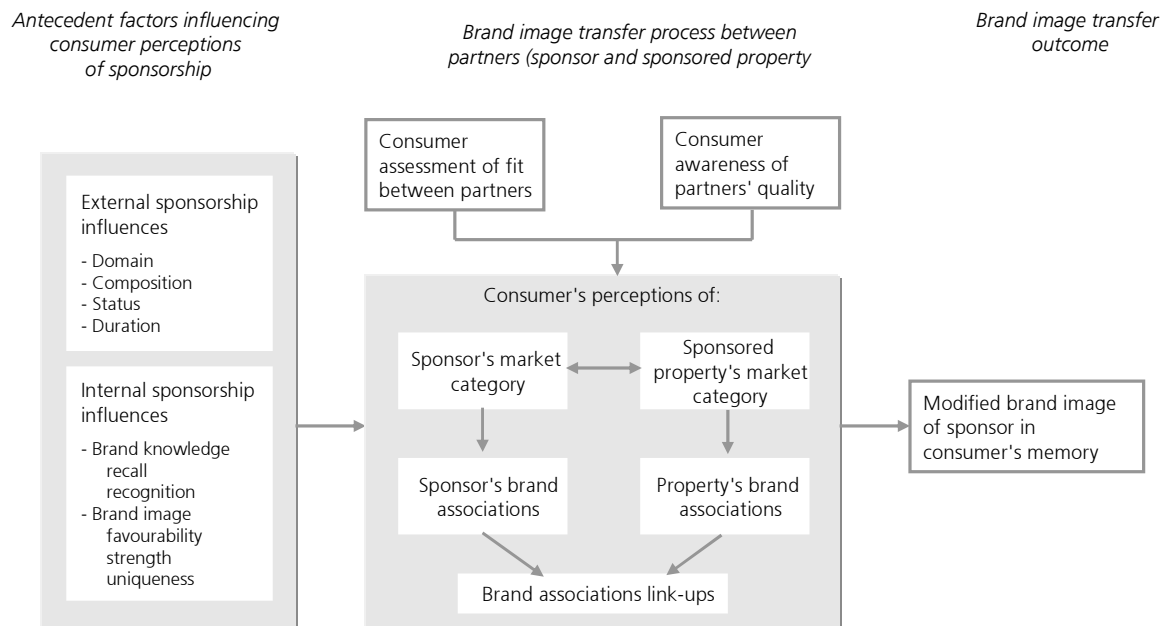 Antecedent factors influencing
consumer perceptions
of sponsorship
Brand image transfer process between
partners (sponsor and sponsored property
Brand image transfer
outcome
External sponsorship
influences
- Domain
- Composition
- Status
- Duration
Internal sponsorship
influences
- Brand knowledge
recall
recognition
- Brand image
favourability
strength
uniqueness
Consumer
assessment of fit
between partners
Consumer
awareness of
partners' quality
Consumer's perceptions of:
Sponsor's market
category
Sponsored
property's market
category
Sponsor's brand
associations
Property's brand
associations
Brand associations link-ups
Modified brand image
of sponsor in
consumer's memory